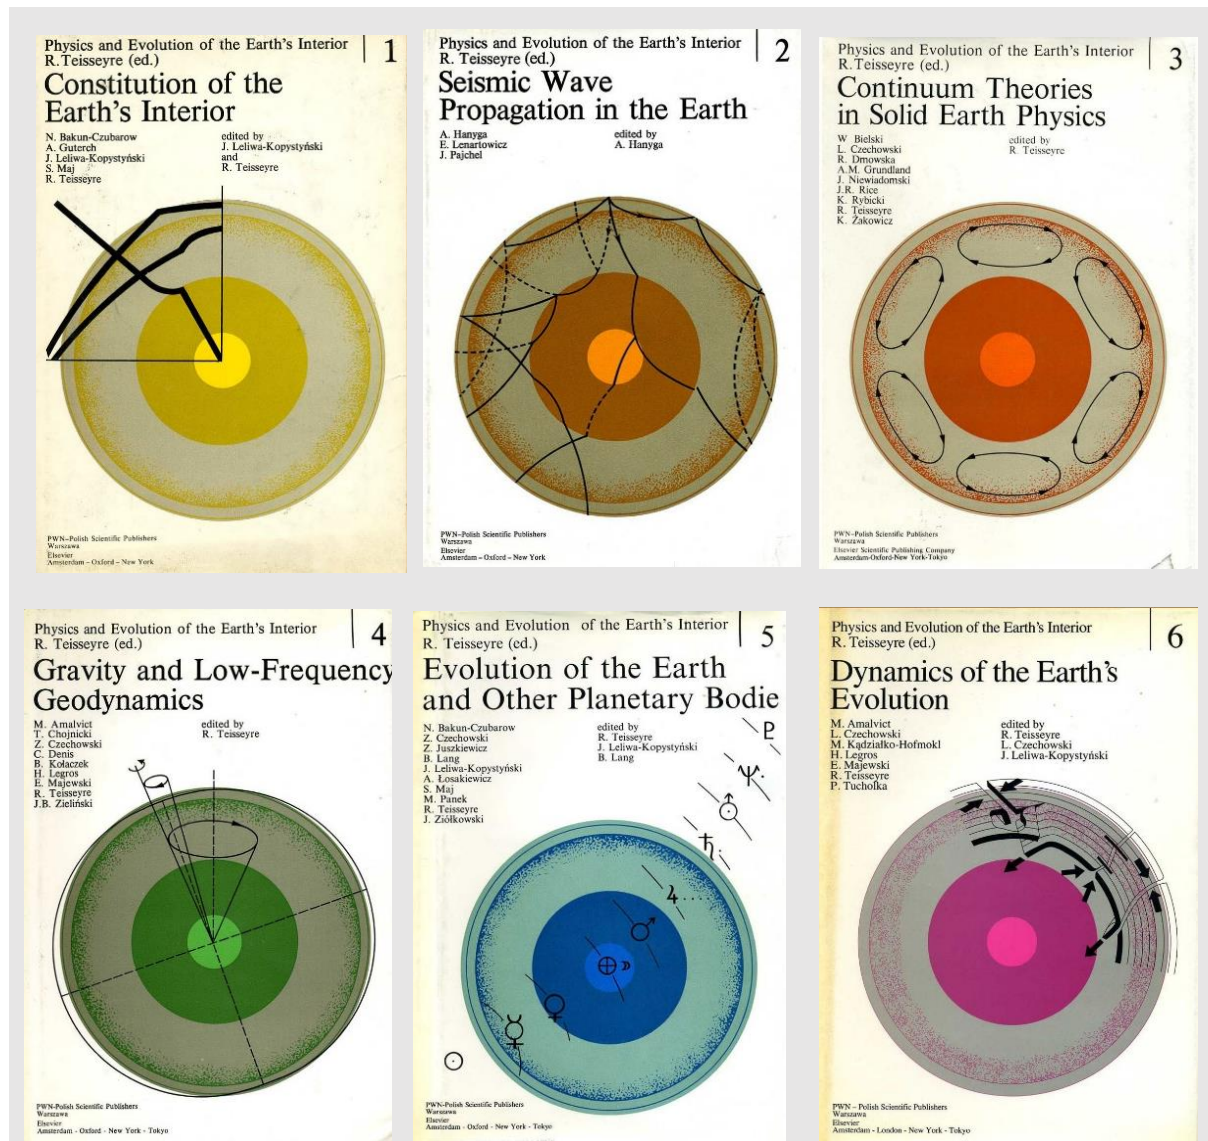 Physics and Evolution of the Earth's Interior
R.Teisseyre (ed.)
1
Constitution of the
Earth's Interior
N. Bakun-Czubarow
A. Guterch
J. Leliwa-Kopystyński
S. Maj
R. Teisseyre
edited by
J. Leliwa-Kopystyński
and
R. Teisseyre
PWN–Polish Scientific Publishers
Warszawa
Elsevier
Amsterdam – Oxford – New York
Physics and Evolution of the Earth's Interior
R. Teisseyre (ed.)
2
Seismic Wave
Propagation in the Earth
A. Hanyga
E. Lenartowicz
J. Pajchel
edited by
A. Hanyga
PWN–Polish Scientific Publishers
Warszawa
Elsevier
Amsterdam – Oxford – New York
Physics and Evolution of the Earth's Interior
R.Teisseyre (ed.)
3
Continuum Theories
in Solid Earth Physics
W Bielski
L. Czechowski
R. Dmowska
A.M. Grundland
J. Niewiadomski
J.R. Rice
K. Rybicki
R. Teisseyre
K. Żakowicz
edited by
R. Teisseyre
PWN–Polish Scientific Publishers
Warszawa
Elsevier Scientific Publishing Company
Amsterdam-Oxford-New York-Tokyo
Physics and Evolution of the Earth's Interior
R. Teisseyre (ed.)
4
Gravity and Low-Frequency
Geodynamics
M. Amalvict
T. Chojnicki
Z. Czechowski
C. Denis
B. Kołaczek
H. Legros
E. Majewski
R. Teisseyre
J.B. Zieliński
edited by
R. Teisseyre
PWN-Polish Scientific Publishers
Warszawa
Elsevier
Amsterdam - Oxford - New York - Tokyo
Physics and Evolution of the Earth's Interior
R. Teisseyre (ed.)
5
Evolution of the Earth
and Other Planetary Bodie
N. Bakun-Czubarow
Z. Czechowski
Z. Juszkiewicz
B. Lang
J. Leliwa-Kopystyński
A. Łosakiewicz
S. Maj
M. Panek
R. Teisseyre
J. Ziółkowski
edited by
R. Teisseyre
J. Leliwa-Kopystyński
B. Lang
PWN-Polish Scientific Publishers
Warszawa
Elsevier
Amsterdam - Oxford - New York - Tokyo
Physics and Evolution of the Earth's Interior
R. Teisseyre (ed.)
6
Dynamics of the Earth's
Evolution
M. Amalvict
L. Czechowski
M. Kądziałko-Hofmokl
H. Legros
E. Majewski
R. Teisseyre
P. Tuchołka
edited by
R. Teisseyre
L. Czechowski
J. Leliwa-Kopystyński
PWN – Polish Scientific Publishers
Warszawa
Elsevier
Amsterdam - London - New York - Tokyo